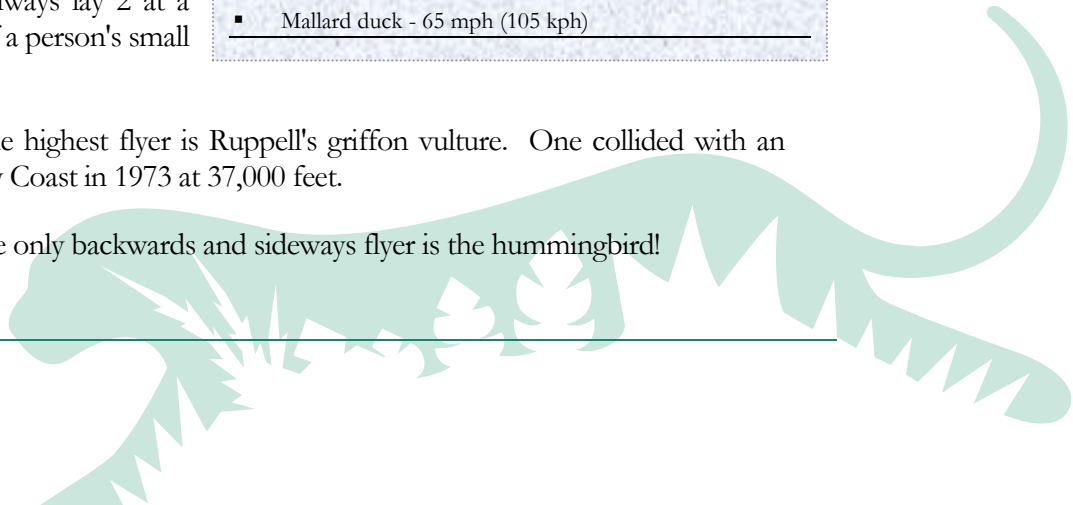 always lay 2 at a
a person's small
▪ Mallard duck - 65 mph (105 kph)
highest flyer is Ruppell's griffon vulture. One collided with an
Coast in 1973 at 37,000 feet.
only backwards and sideways flyer is the hummingbird!